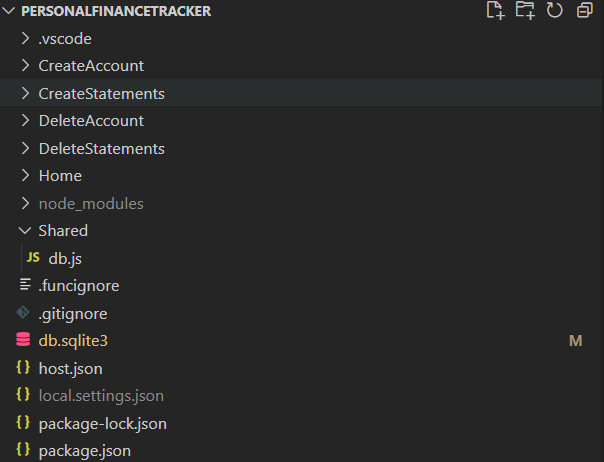 PERSONALFINANCETRACKER
.vscode
CreateAccount
CreateStatements
DeleteAccount
DeleteStatements
Home
node_modules
Shared
JS db.js
.funcignore
.gitignore
db.sqlite3 M
{} host.json
{} local.settings.json
{} package-lock.json
{} package.json